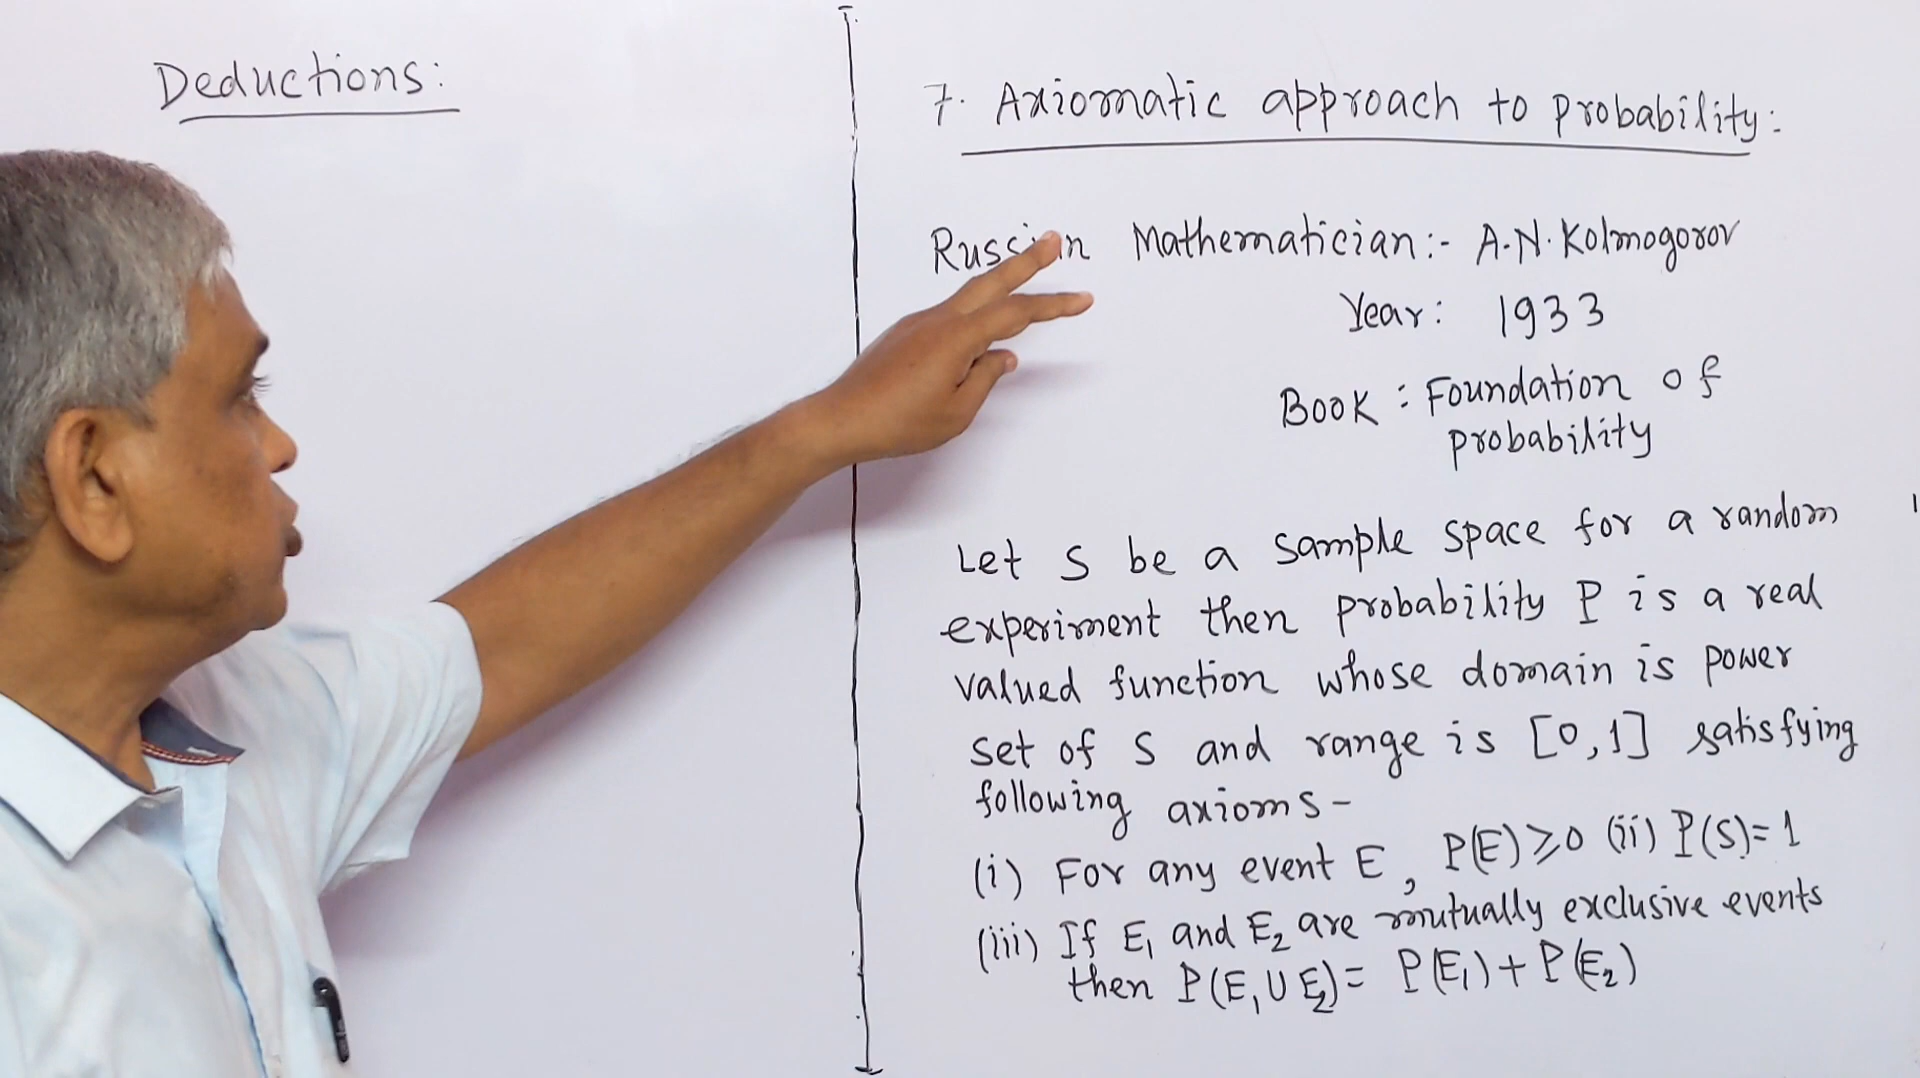 Deductions:
7. Axiomatic approach to probability:
Russian Mathematician:- A.N. Kolmogorov
Year: 1933
Book: Foundation of
probability
Let S be a sample space for a random
experiment then probability P is a real
valued function whose domain is power
set of S and range is [0,1] satisfying
following axioms-
(i) For any event E, P(E)≥0 (ii) P(S)=1
(iii) If E₁ and E₂ are mutually exclusive events
then P(E₁UE₂)= P(E₁)+P(E₂)